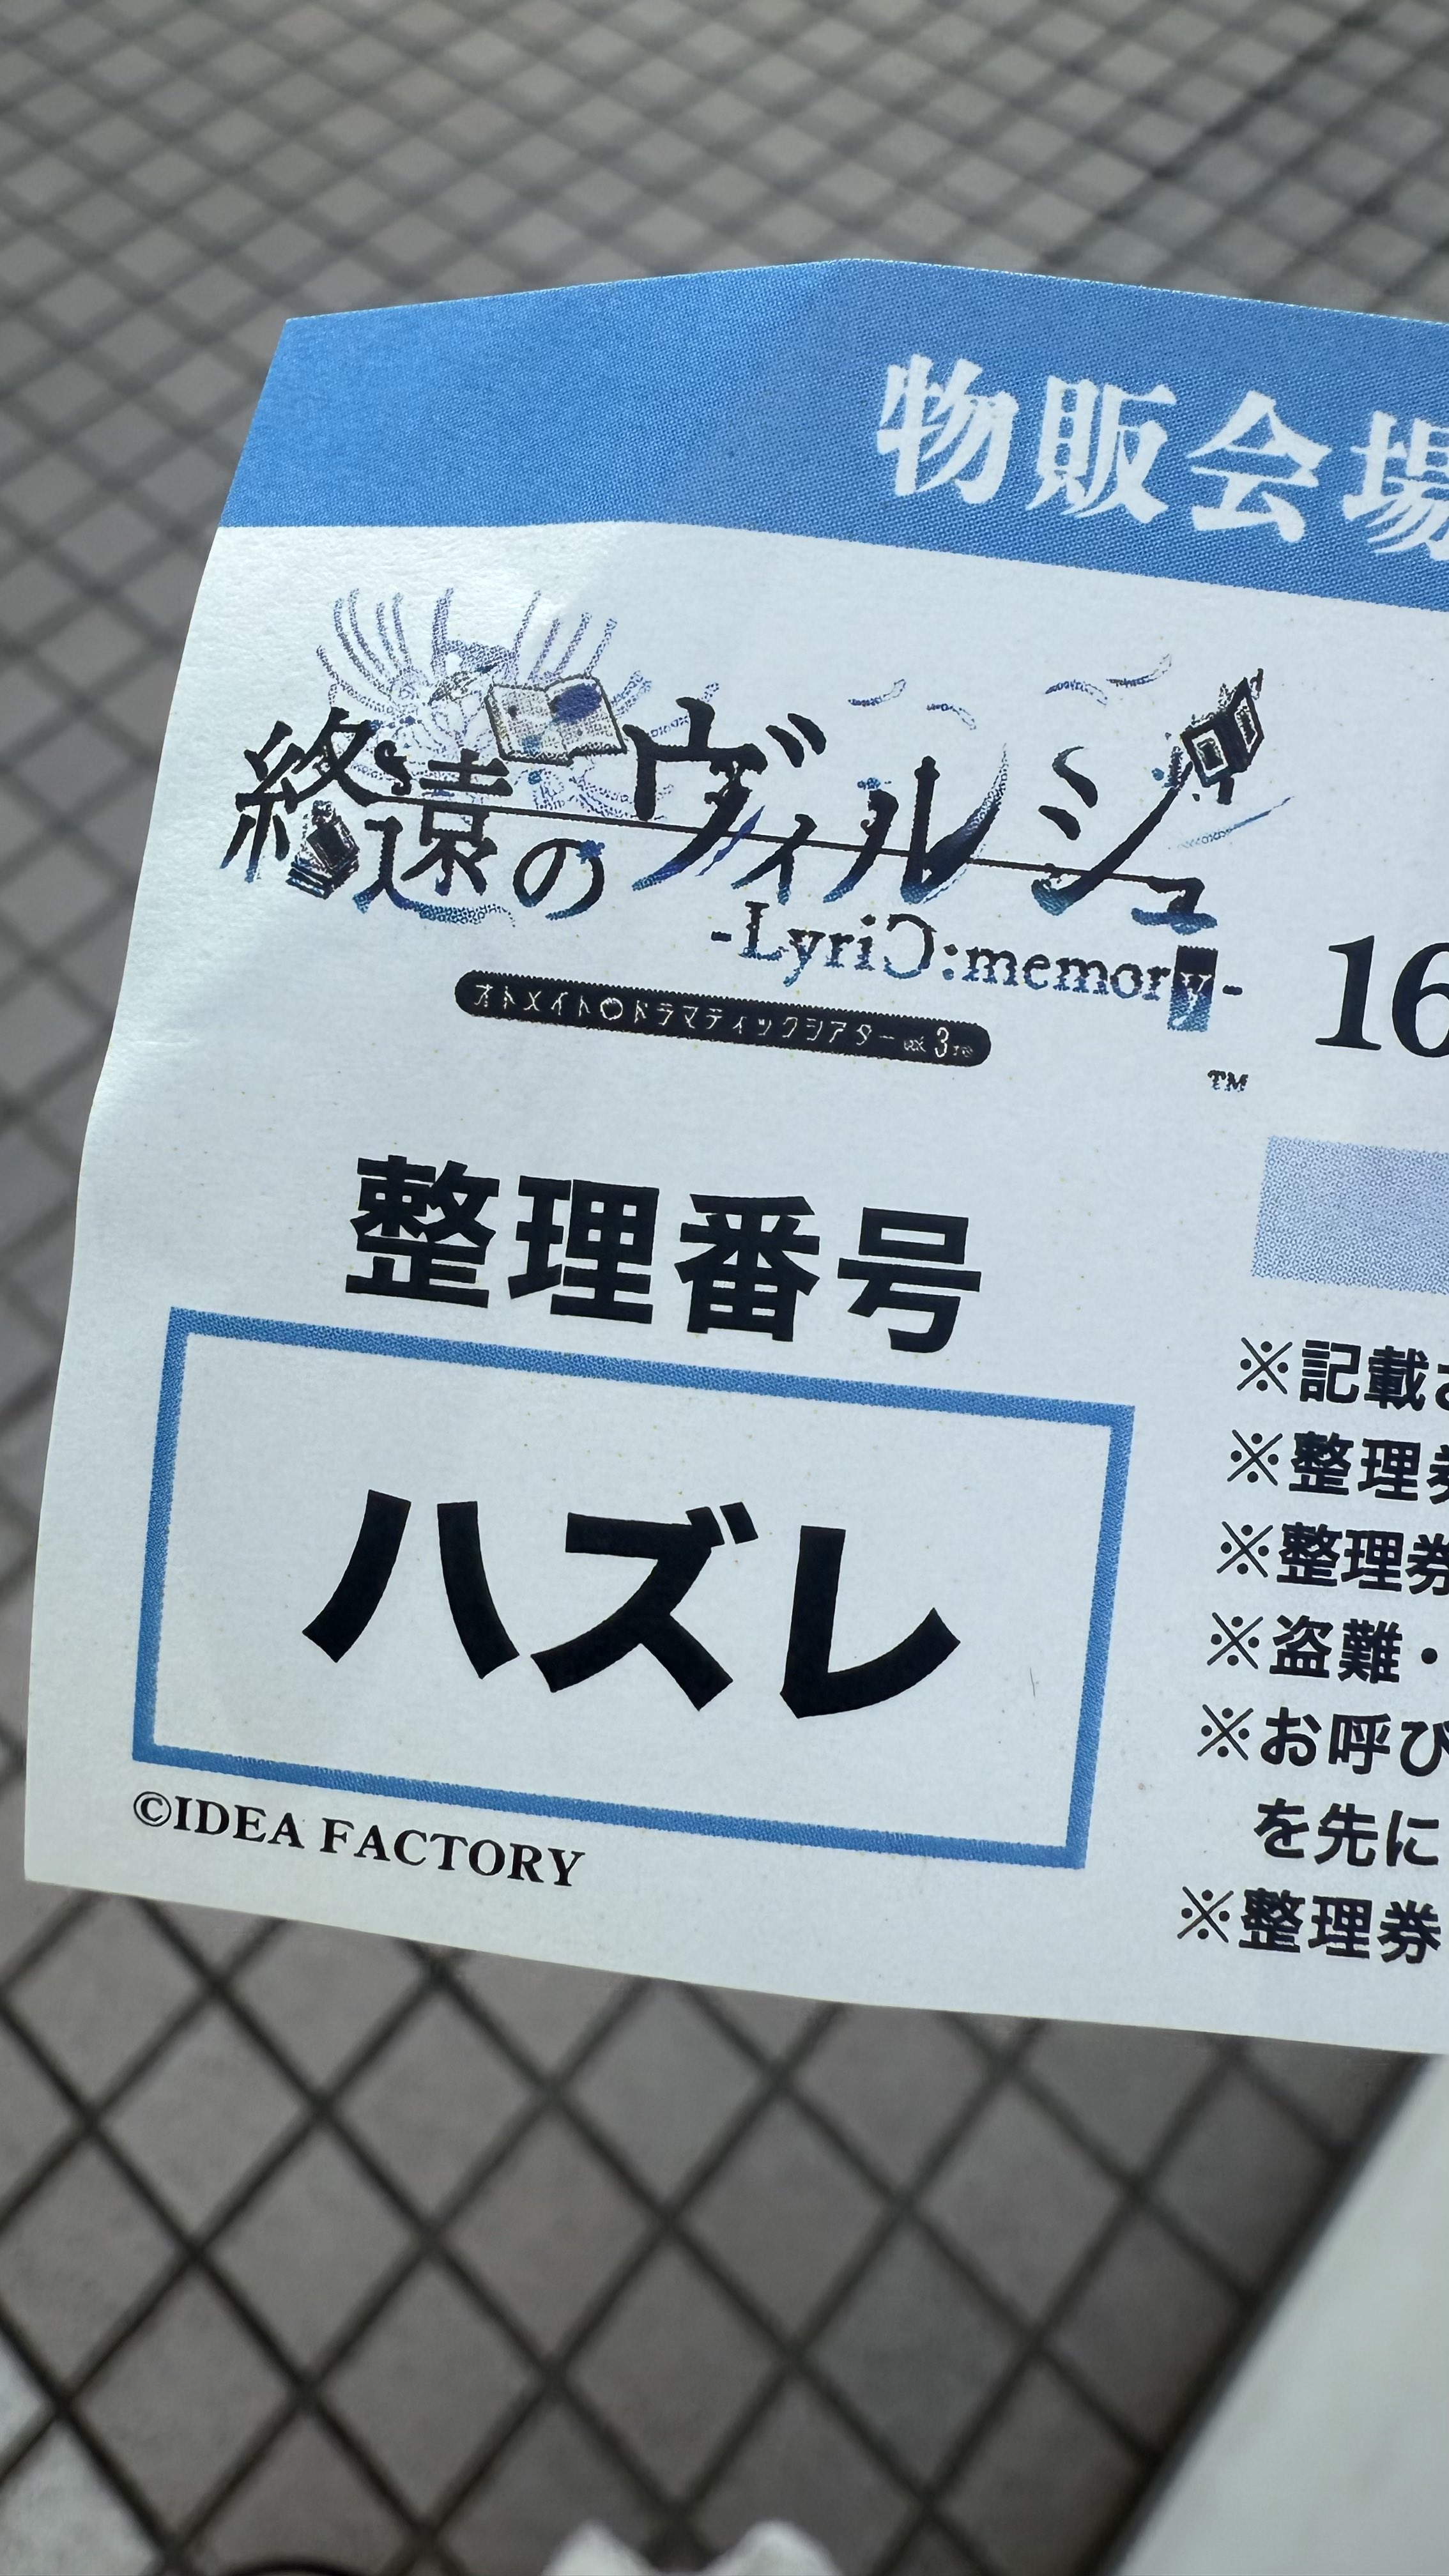 物販会場
終遠のヴィルシュ
-LyriC:memory-
オトメイト ドラマティックシアター 3
TM
16
整理番号
ハズレ
©IDEA FACTORY
※記載さ
※整理券
※整理券
※盗難・
※お呼び
を先に
※整理券